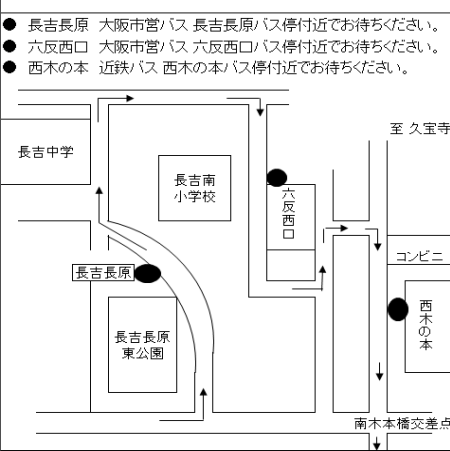 ● 長吉長原 大阪市営バス 長吉長原バス停付近でお待ちください。
● 六反西口 大阪市営バス 六反西口バス停付近でお待ちください。
● 西木の本 近鉄バス 西木の本バス停付近でお待ちください。
至 久宝寺
長吉中学
長吉南
小学校
六反西口
コンビニ
長吉長原
西木の本
長吉長原
東公園
南木本橋交差点